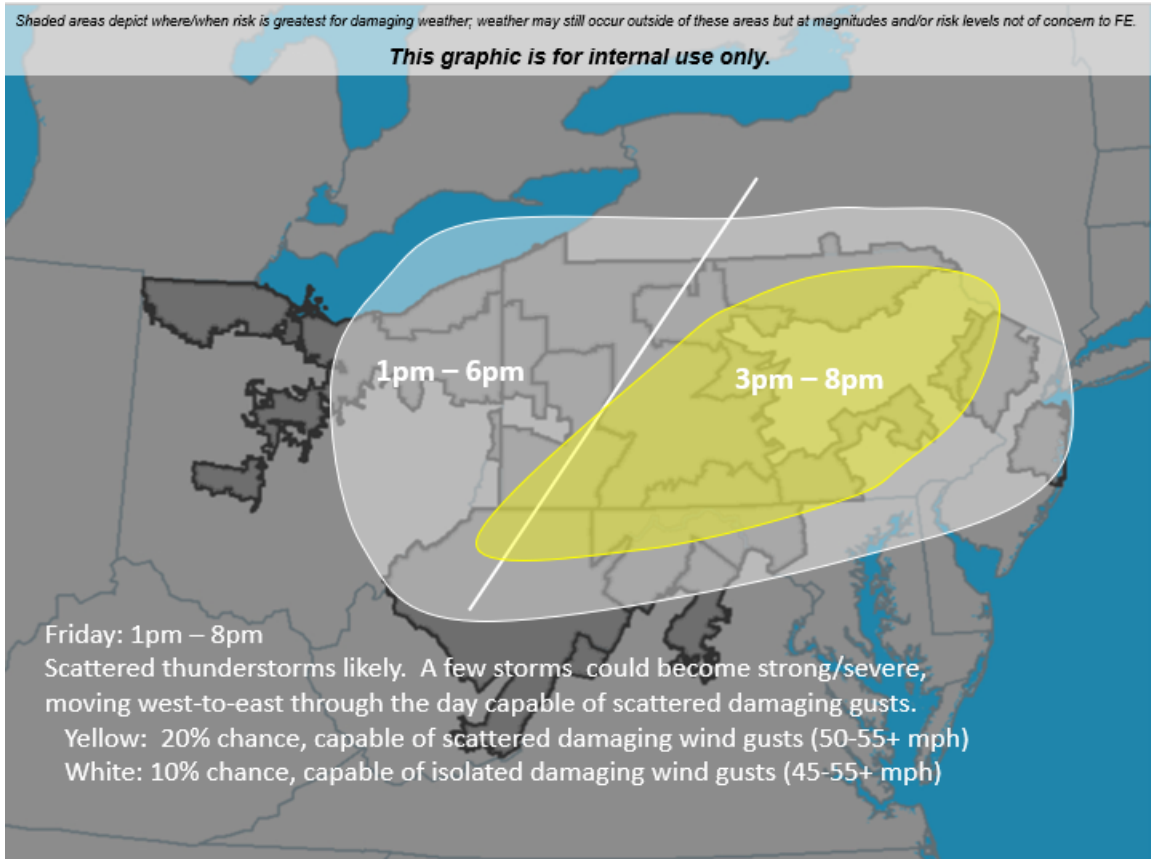 Shaded areas depict where/when risk is greatest for damaging weather; weather may still occur outside of these areas but at magnitudes and/or risk levels not of concern to FE.
This graphic is for internal use only.
1pm – 6pm
3pm – 8pm
Friday: 1pm – 8pm
Scattered thunderstorms likely.  A few storms  could become strong/severe,
moving west-to-east through the day capable of scattered damaging gusts.
Yellow:  20% chance, capable of scattered damaging wind gusts (50-55+ mph)
White: 10% chance, capable of isolated damaging wind gusts (45-55+ mph)